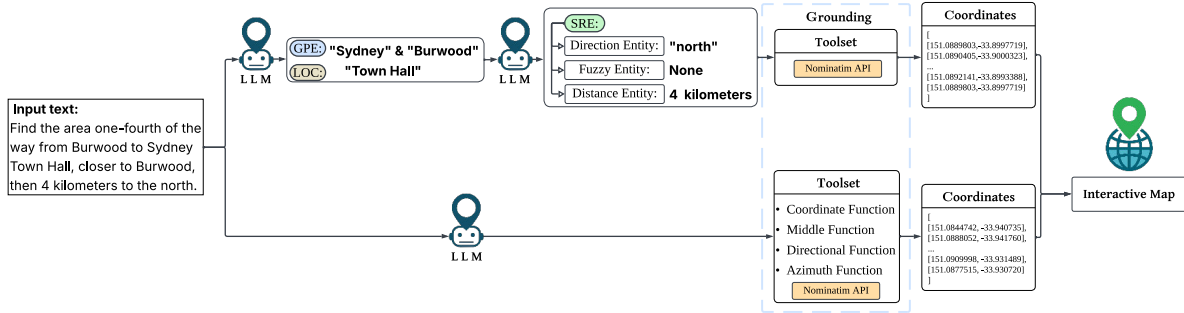 Input text:
Find the area one-fourth of the
way from Burwood to Sydney
Town Hall, closer to Burwood,
then 4 kilometers to the north.
LLM
GPE: "Sydney" & "Burwood"
LOC: "Town Hall"
LLM
SRE:
Direction Entity: "north"
Fuzzy Entity: None
Distance Entity: 4 kilometers
Grounding
Toolset
Nominatim API
Coordinates
[
[151.0889803,-33.8997719],
[151.0890405,-33.9000323],
...
[151.0892141,-33.8993388],
[151.0889803,-33.8997719]
]
LLM
Toolset
• Coordinate Function
• Middle Function
• Directional Function
• Azimuth Function
Nominatim API
Coordinates
[
[151.0844742, -33.940735],
[151.0888052, -33.941760],
...
[151.0909998, -33.931489],
[151.0877515, -33.930720]
]
Interactive Map